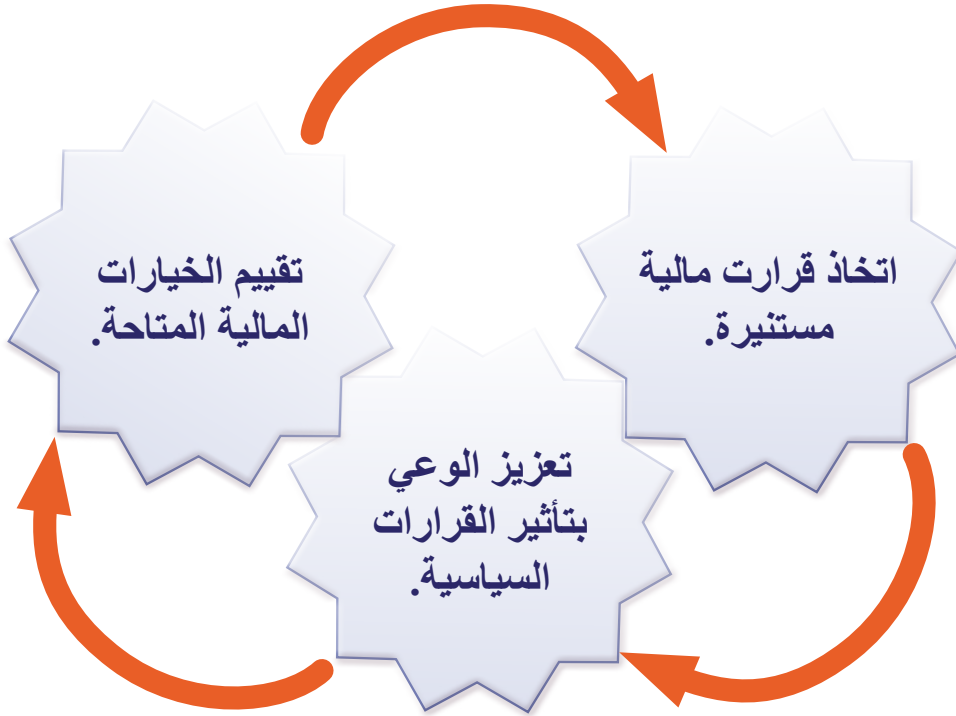 اتخاذ قرارت مالية
مستنيرة.
تعزيز الوعي
بتأثير القرارات
السياسية.
تقييم الخيارات
المالية المتاحة.